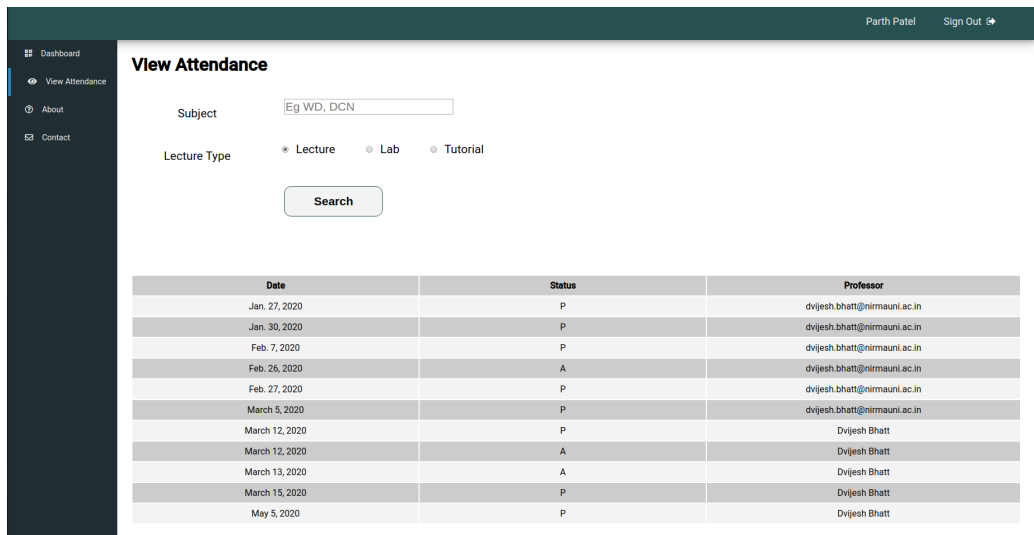 Parth Patel Sign Out
Dashboard
View Attendance
About
Contact
View Attendance
Subject Eg WD, DCN
Lecture Type Lecture Lab Tutorial
Search
Date Status Professor
Jan. 27, 2020 P dvijesh.bhatt@nirmauni.ac.in
Jan. 30, 2020 P dvijesh.bhatt@nirmauni.ac.in
Feb. 7, 2020 P dvijesh.bhatt@nirmauni.ac.in
Feb. 26, 2020 A dvijesh.bhatt@nirmauni.ac.in
Feb. 27, 2020 P dvijesh.bhatt@nirmauni.ac.in
March 5, 2020 P dvijesh.bhatt@nirmauni.ac.in
March 12, 2020 P Dvijesh Bhatt
March 12, 2020 A Dvijesh Bhatt
March 13, 2020 A Dvijesh Bhatt
March 15, 2020 P Dvijesh Bhatt
May 5, 2020 P Dvijesh Bhatt